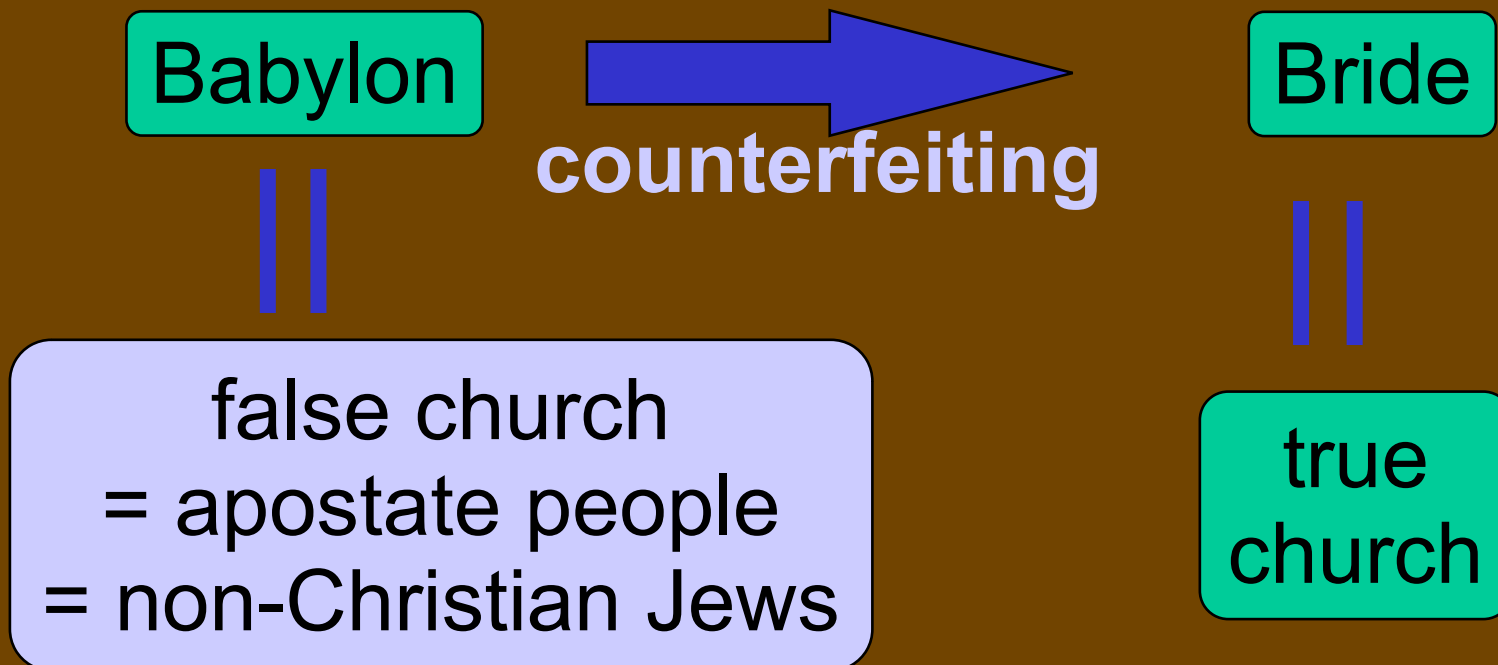 Babylon
Bride
counterfeiting
false church
= apostate people
= non-Christian Jews
true
church